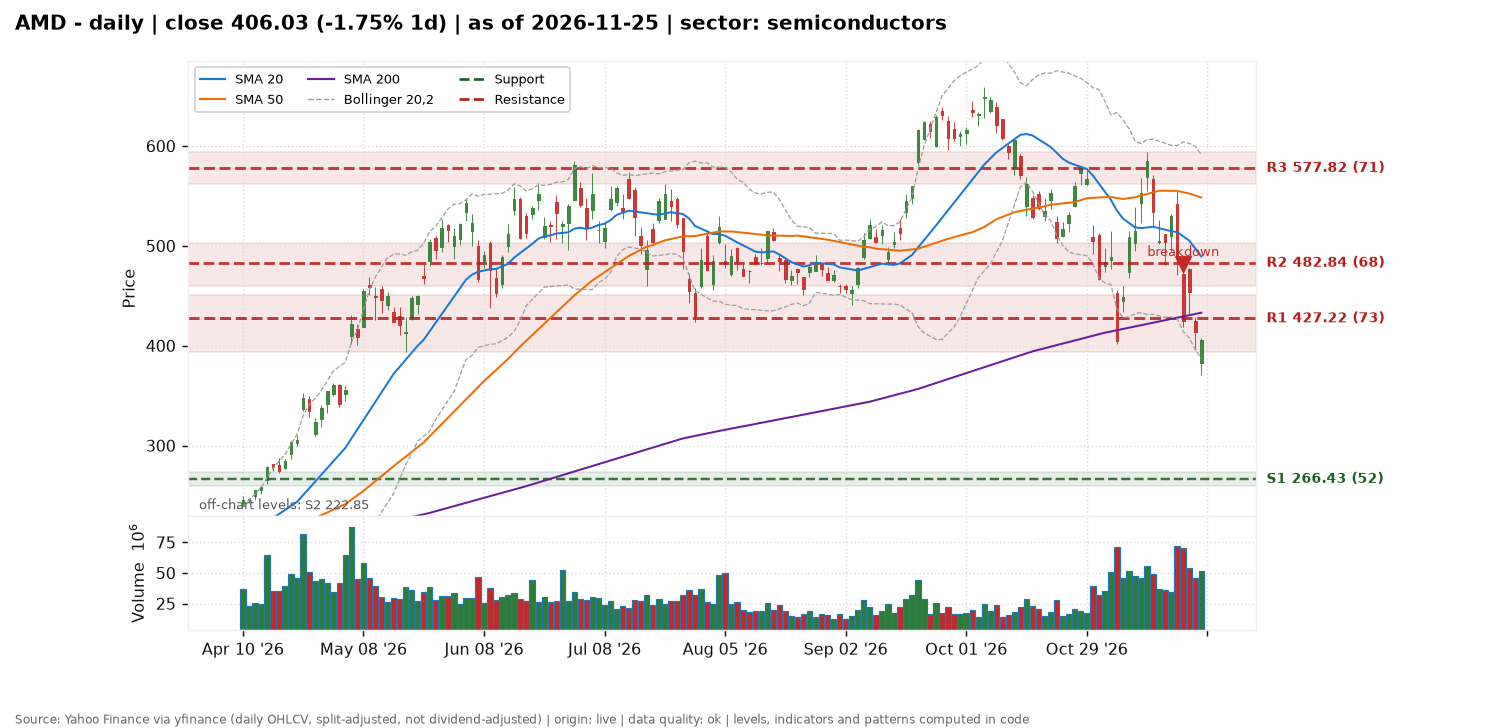 AMD - daily | close 406.03 (-1.75% 1d) | as of 2026-11-25 | sector: semiconductors
SMA 20
SMA 50
SMA 200
Bollinger 20,2
Support
Resistance
Price
600
500
400
300
R3 577.82 (71)
breakdown
R2 482.84 (68)
R1 427.22 (73)
S1 266.43 (52)
off-chart levels: S2 222.85
Volume 10^6
75
50
25
Apr 10 '26
May 08 '26
Jun 08 '26
Jul 08 '26
Aug 05 '26
Sep 02 '26
Oct 01 '26
Oct 29 '26
Source: Yahoo Finance via yfinance (daily OHLCV, split-adjusted, not dividend-adjusted) | origin: live | data quality: ok | levels, indicators and patterns computed in code